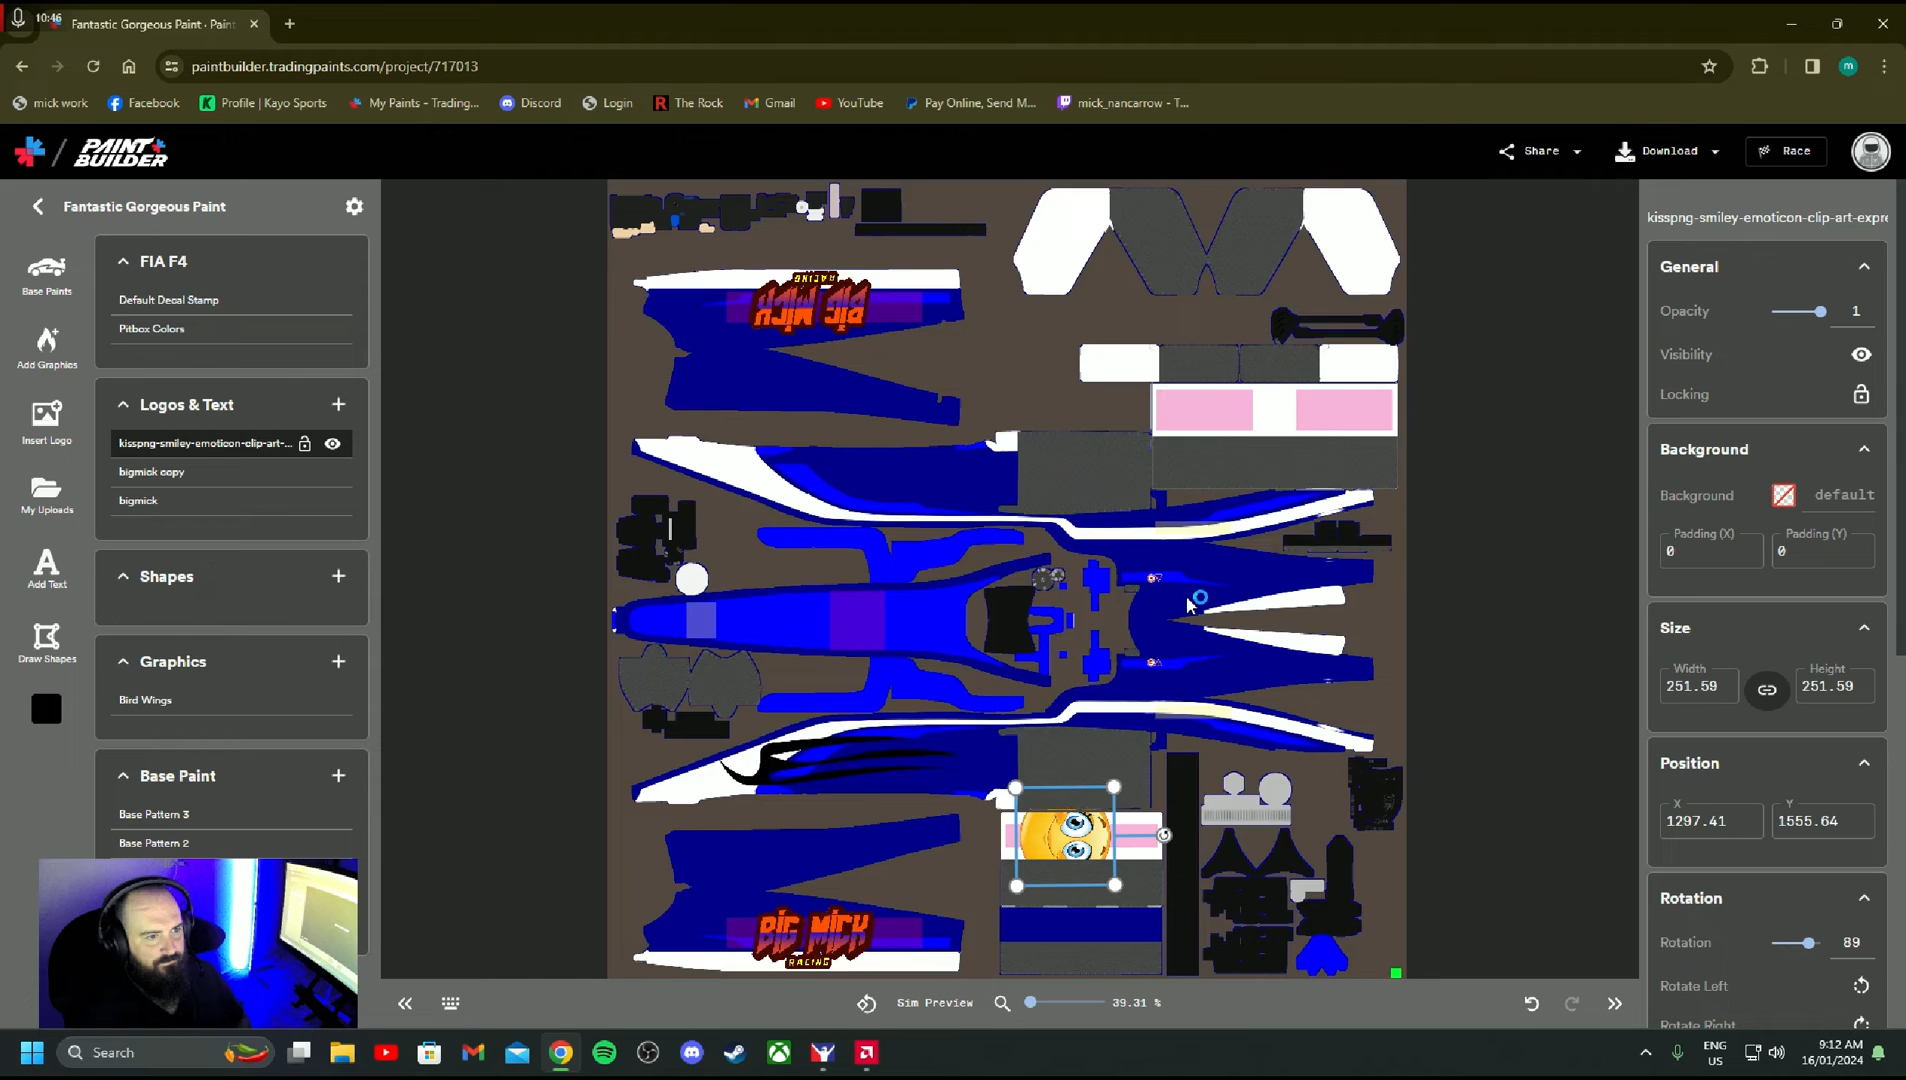 10:46
Fantastic Gorgeous Paint · Paint
paintbuilder.tradingpaints.com/project/717013
mick work
Facebook
Profile | Kayo Sports
My Paints – Trading...
Discord
Login
R The Rock
Gmail
YouTube
Pay Online, Send M...
mick_nancarrow - T...
m
PAINT BUILDER
Share
Download
Race
Fantastic Gorgeous Paint
Base Paints
Add Graphics
Insert Logo
My Uploads
A
Add Text
Draw Shapes
FIA F4
Default Decal Stamp
Pitbox Colors
Logos & Text
kisspng-smiley-emoticon-clip-art-...
bigmick copy
bigmick
Shapes
Graphics
Bird Wings
Base Paint
Base Pattern 3
Base Pattern 2
BIG MICK
RACING
BIG MICK
RACING
kisspng-smiley-emoticon-clip-art-expre
General
Opacity
1
Visibility
Locking
Background
Background
default
Padding (X)
0
Padding (Y)
0
Size
Width
251.59
Height
251.59
Position
X
1297.41
Y
1555.64
Rotation
Rotation
89
Rotate Left
Rotate Right
Sim Preview
39.31 %
Search
ENG
US
9:12 AM
16/01/2024